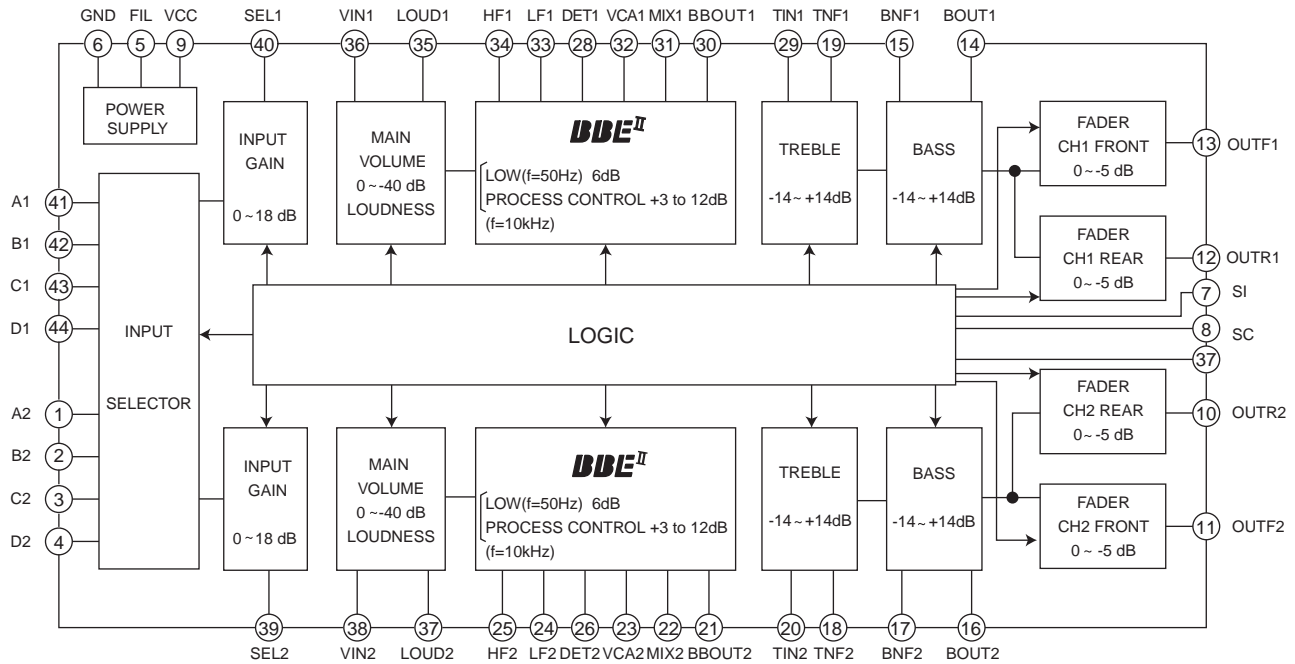 GND FIL VCC SEL1 VIN1 LOUD1 HF1 LF1 DET1 VCA1 MIX1 BBOUT1 TIN1 TNF1 BNF1 BOUT1
6 5 9 40 36 35 34 33 28 32 31 30 29 19 15 14
POWER
SUPPLY
INPUT
GAIN
0~18 dB
MAIN
VOLUME
0~-40 dB
LOUDNESS
BBE II
LOW(f=50Hz) 6dB
PROCESS CONTROL +3 to 12dB
(f=10kHz)
TREBLE
-14~+14dB
BASS
-14~+14dB
FADER
CH1 FRONT
0~-5 dB
13 OUTF1
FADER
CH1 REAR
0~-5 dB
12 OUTR1
A1 41
B1 42
C1 43
D1 44
INPUT
SELECTOR
LOGIC
7 SI
8 SC
37
A2 1
B2 2
C2 3
D2 4
INPUT
GAIN
0~18 dB
MAIN
VOLUME
0~-40 dB
LOUDNESS
BBE II
LOW(f=50Hz) 6dB
PROCESS CONTROL +3 to 12dB
(f=10kHz)
TREBLE
-14~+14dB
BASS
-14~+14dB
FADER
CH2 REAR
0~-5 dB
10 OUTR2
FADER
CH2 FRONT
0~-5 dB
11 OUTF2
39 38 37 25 24 26 23 22 21 20 18 17 16
SEL2 VIN2 LOUD2 HF2 LF2 DET2 VCA2 MIX2 BBOUT2 TIN2 TNF2 BNF2 BOUT2